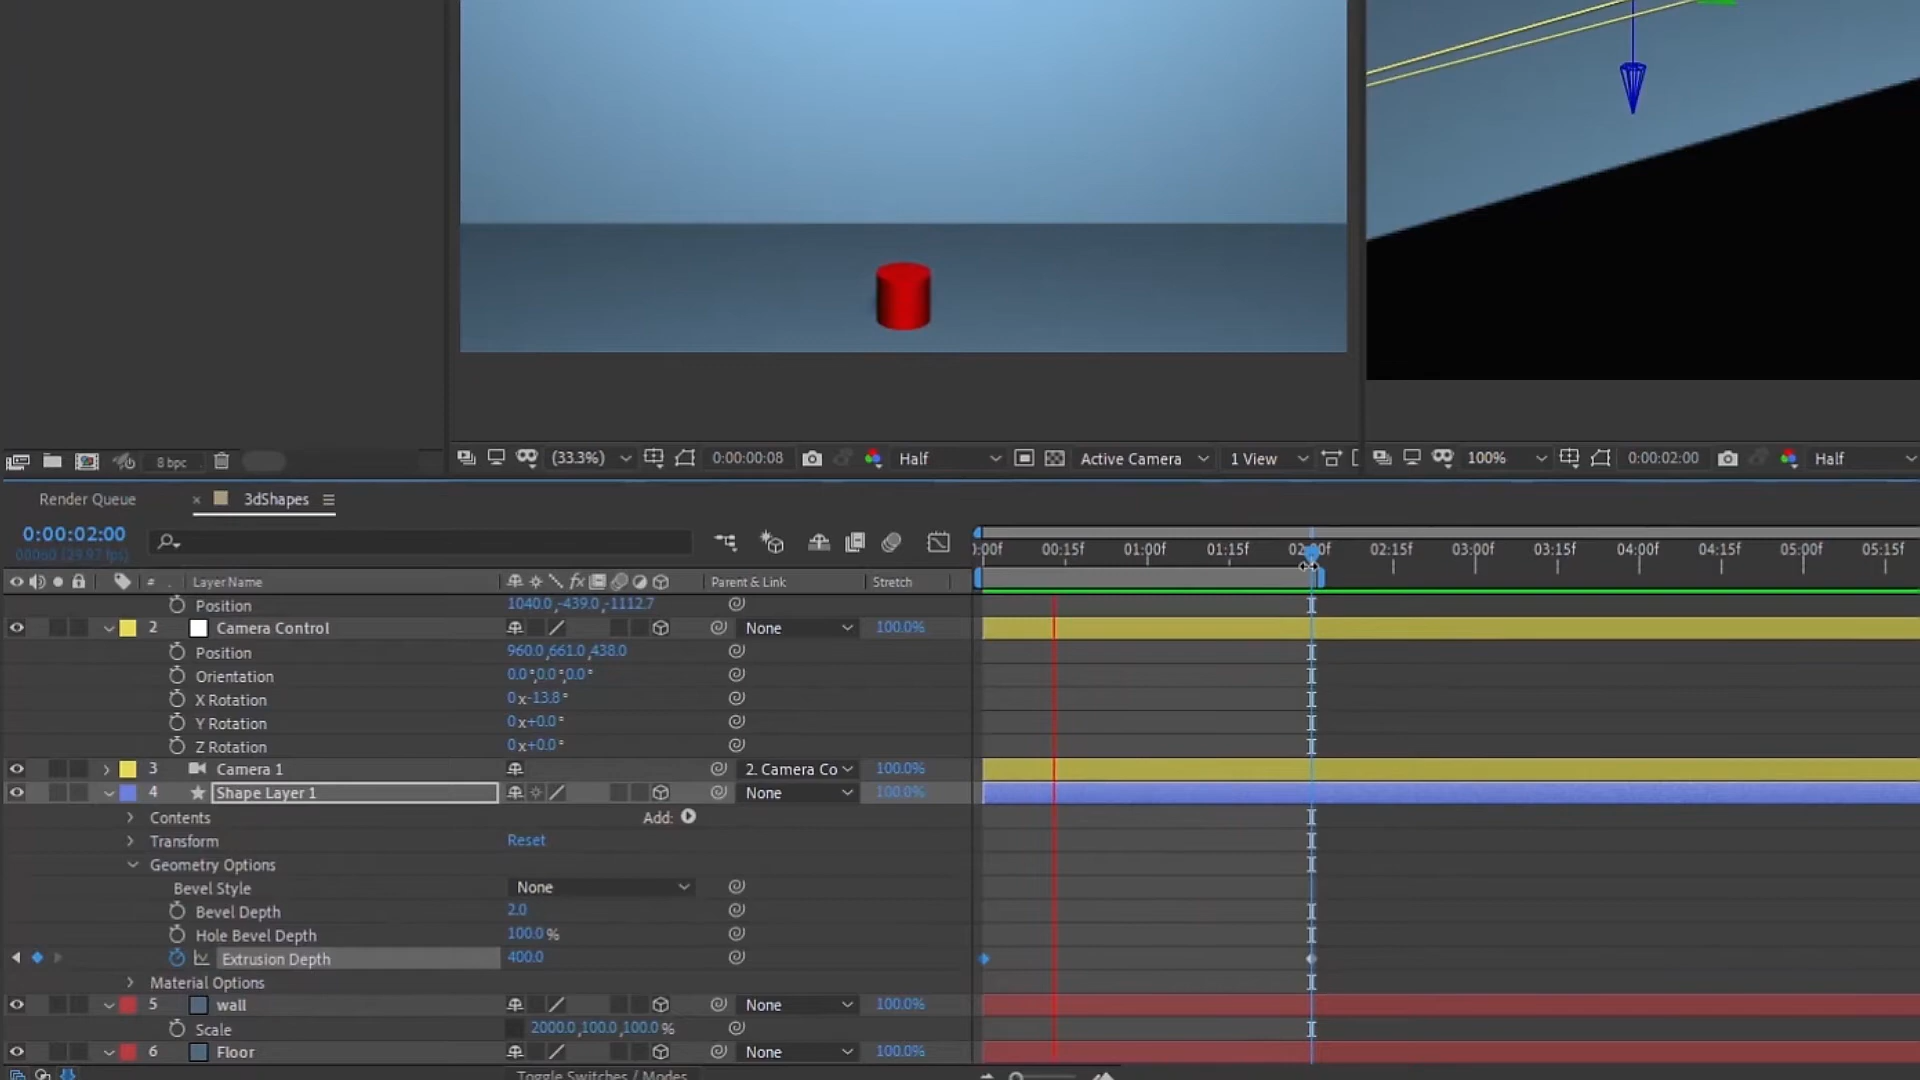 8 bpc
(33.3%) 0:00:00:08 Half Active Camera 1 View
100% 0:00:02:00 Half
Render Queue × 3dShapes
0:00:02:00
00060 (29.97 fps)
:00f 00:15f 01:00f 01:15f 02:00f 02:15f 03:00f 03:15f 04:00f 04:15f 05:00f 05:15f
# Layer Name fx Parent & Link Stretch
Position 1040.0,-439.0,-1112.7
2 Camera Control None 100.0%
Position 960.0,661.0,438.0
Orientation 0.0°,0.0°,0.0°
X Rotation 0x-13.8°
Y Rotation 0x+0.0°
Z Rotation 0x+0.0°
3 Camera 1 2. Camera Co 100.0%
4 Shape Layer 1 None 100.0%
Contents Add:
Transform Reset
Geometry Options
Bevel Style None
Bevel Depth 2.0
Hole Bevel Depth 100.0%
Extrusion Depth 400.0
Material Options
5 wall None 100.0%
Scale 2000.0,100.0,100.0%
6 Floor None 100.0%
Toggle Switches / Modes